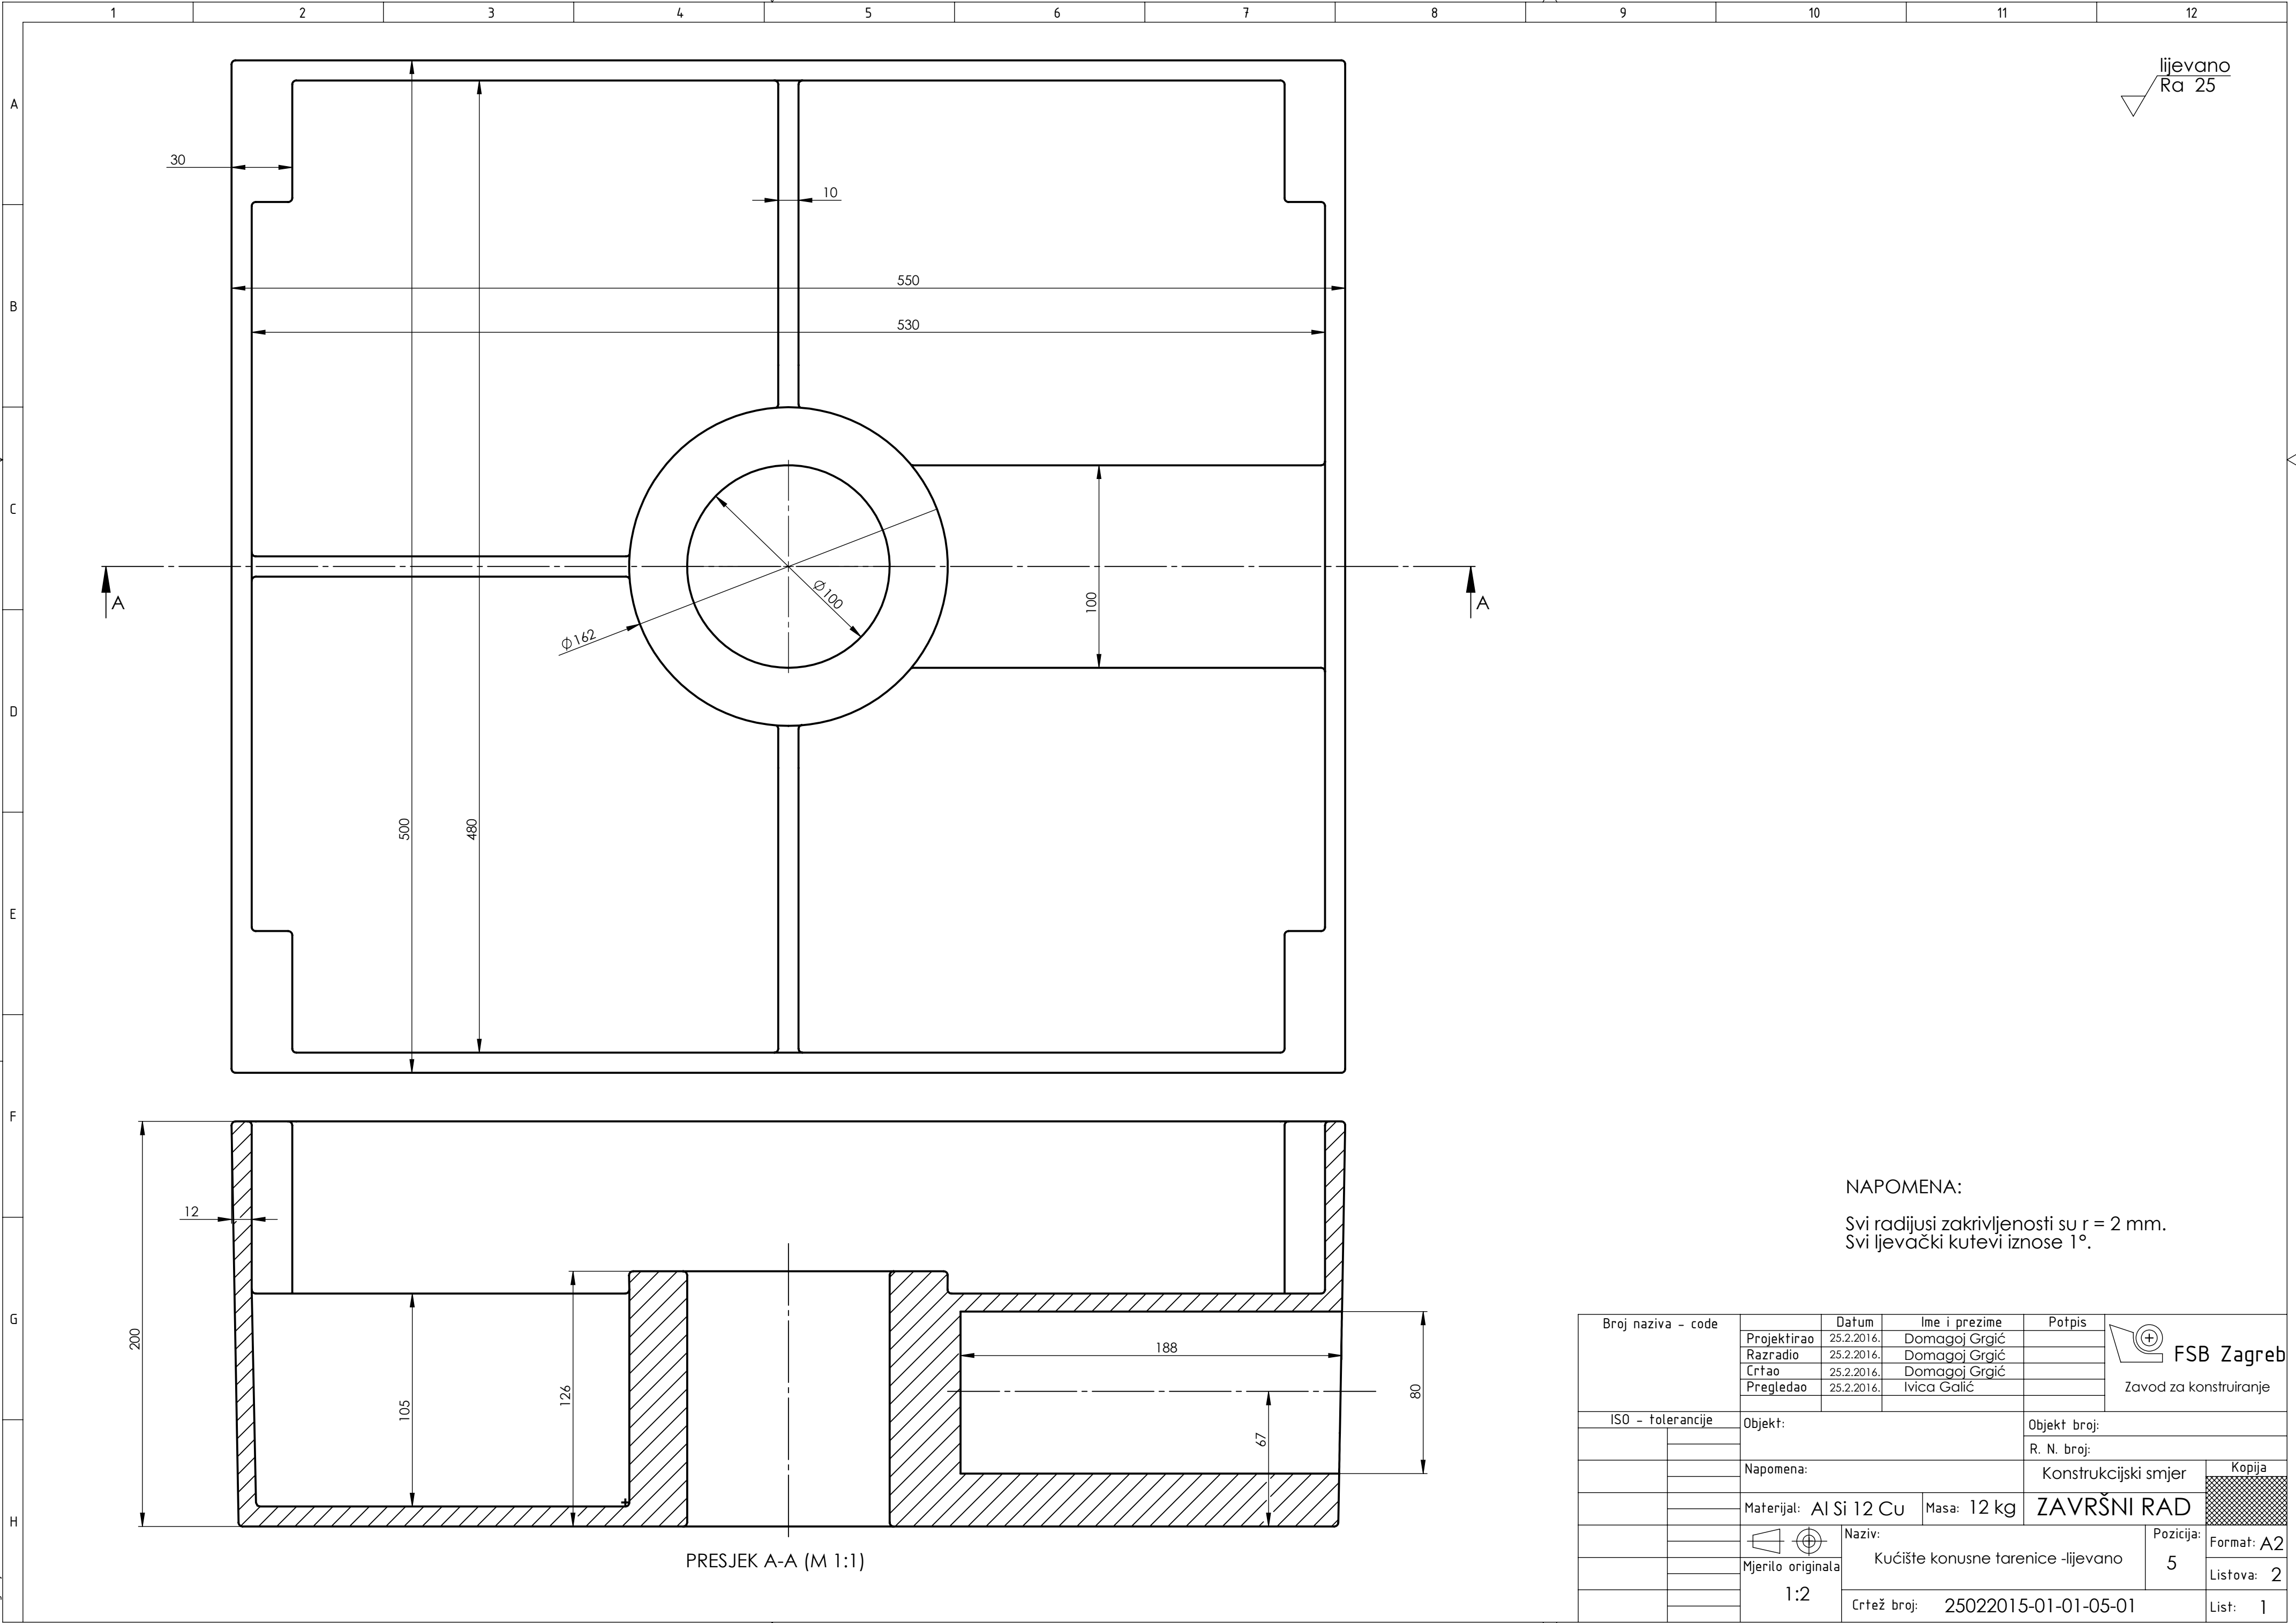 1 2 3 4 5 6 7 8 9 10 11 12
A
B
C
D
E
F
G
H
lijevano
Ra 25
30
10
550
530
500
480
100
Ø100
Ø162
A
A
200
12
105
126
188
80
67
PRESJEK A-A (M 1:1)
NAPOMENA:
Svi radijusi zakrivljenosti su r = 2 mm.
Svi ljevački kutevi iznose 1°.
Broj naziva - code
Datum Ime i prezime Potpis
Projektirao 25.2.2016. Domagoj Grgić
Razradio 25.2.2016. Domagoj Grgić
Crtao 25.2.2016. Domagoj Grgić
Pregledao 25.2.2016. Ivica Galić
FSB Zagreb
Zavod za konstruiranje
ISO - tolerancije
Objekt:
Objekt broj:
R. N. broj:
Napomena:
Konstrukcijski smjer
Kopija
Materijal: Al Si 12 Cu
Masa: 12 kg
ZAVRŠNI RAD
Naziv:
Kućište konusne tarenice -lijevano
Pozicija:
5
Format: A2
Mjerilo originala
1:2
Listova: 2
Crtež broj: 25022015-01-01-05-01
List: 1